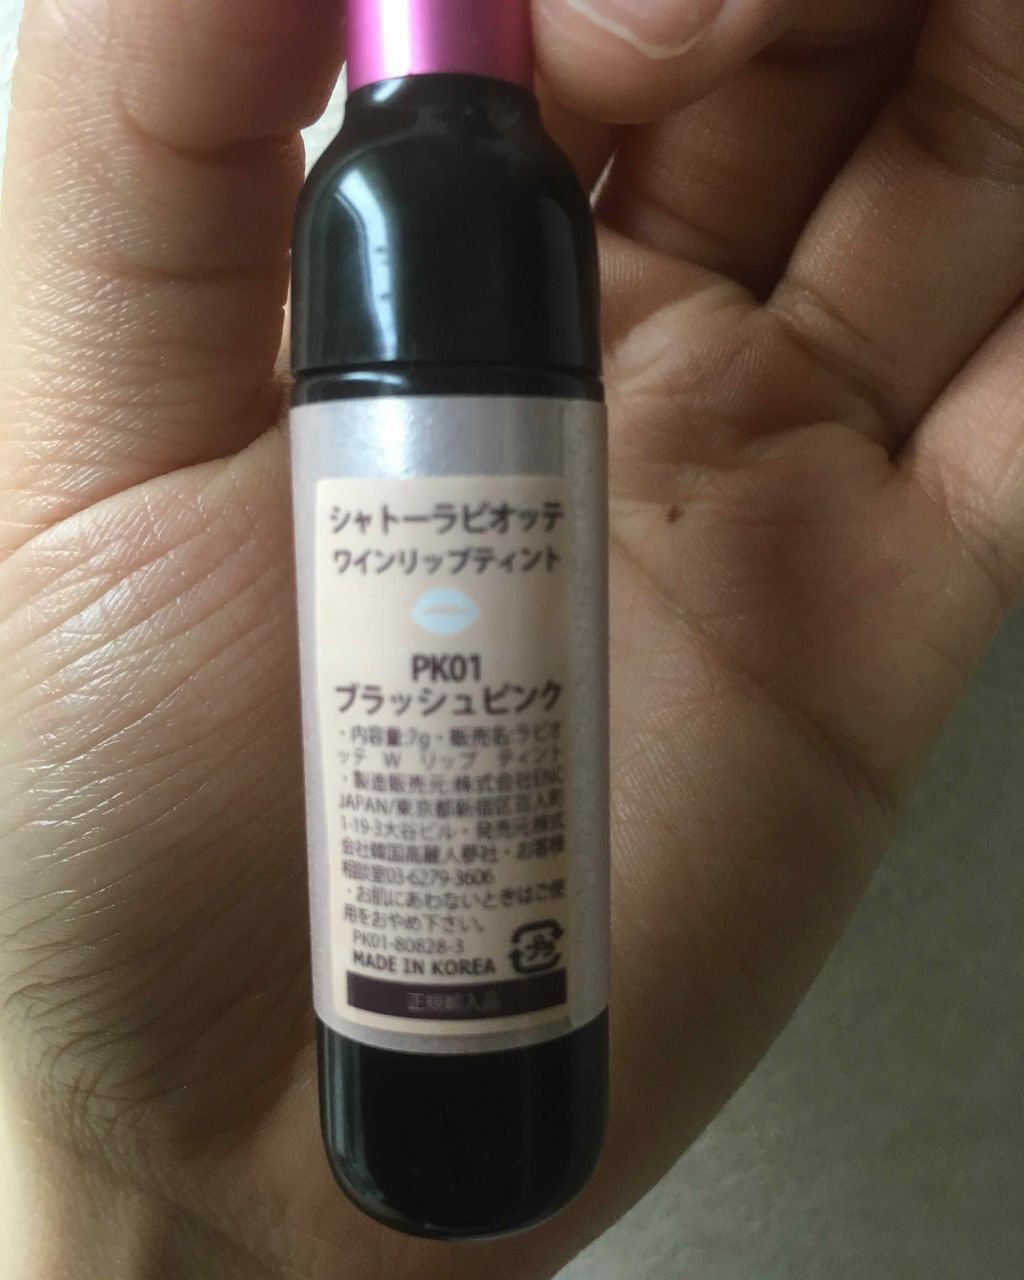 シャトーラビオッテ
ワインリップティント
PK01
ブラッシュピンク
・内容量:7g・販売名:ラビオ
ッテ W リップ ティント
・製造販売元:株式会社ENC
JAPAN/東京都新宿区百人町
1-19-3大谷ビル・発売元:株式
会社韓国高麗人蔘社・お客様
相談室03-6279-3606
・お肌にあわないときはご使
用をおやめ下さい。
PK01-80828-3
MADE IN KOREA
プラ
正規輸入品